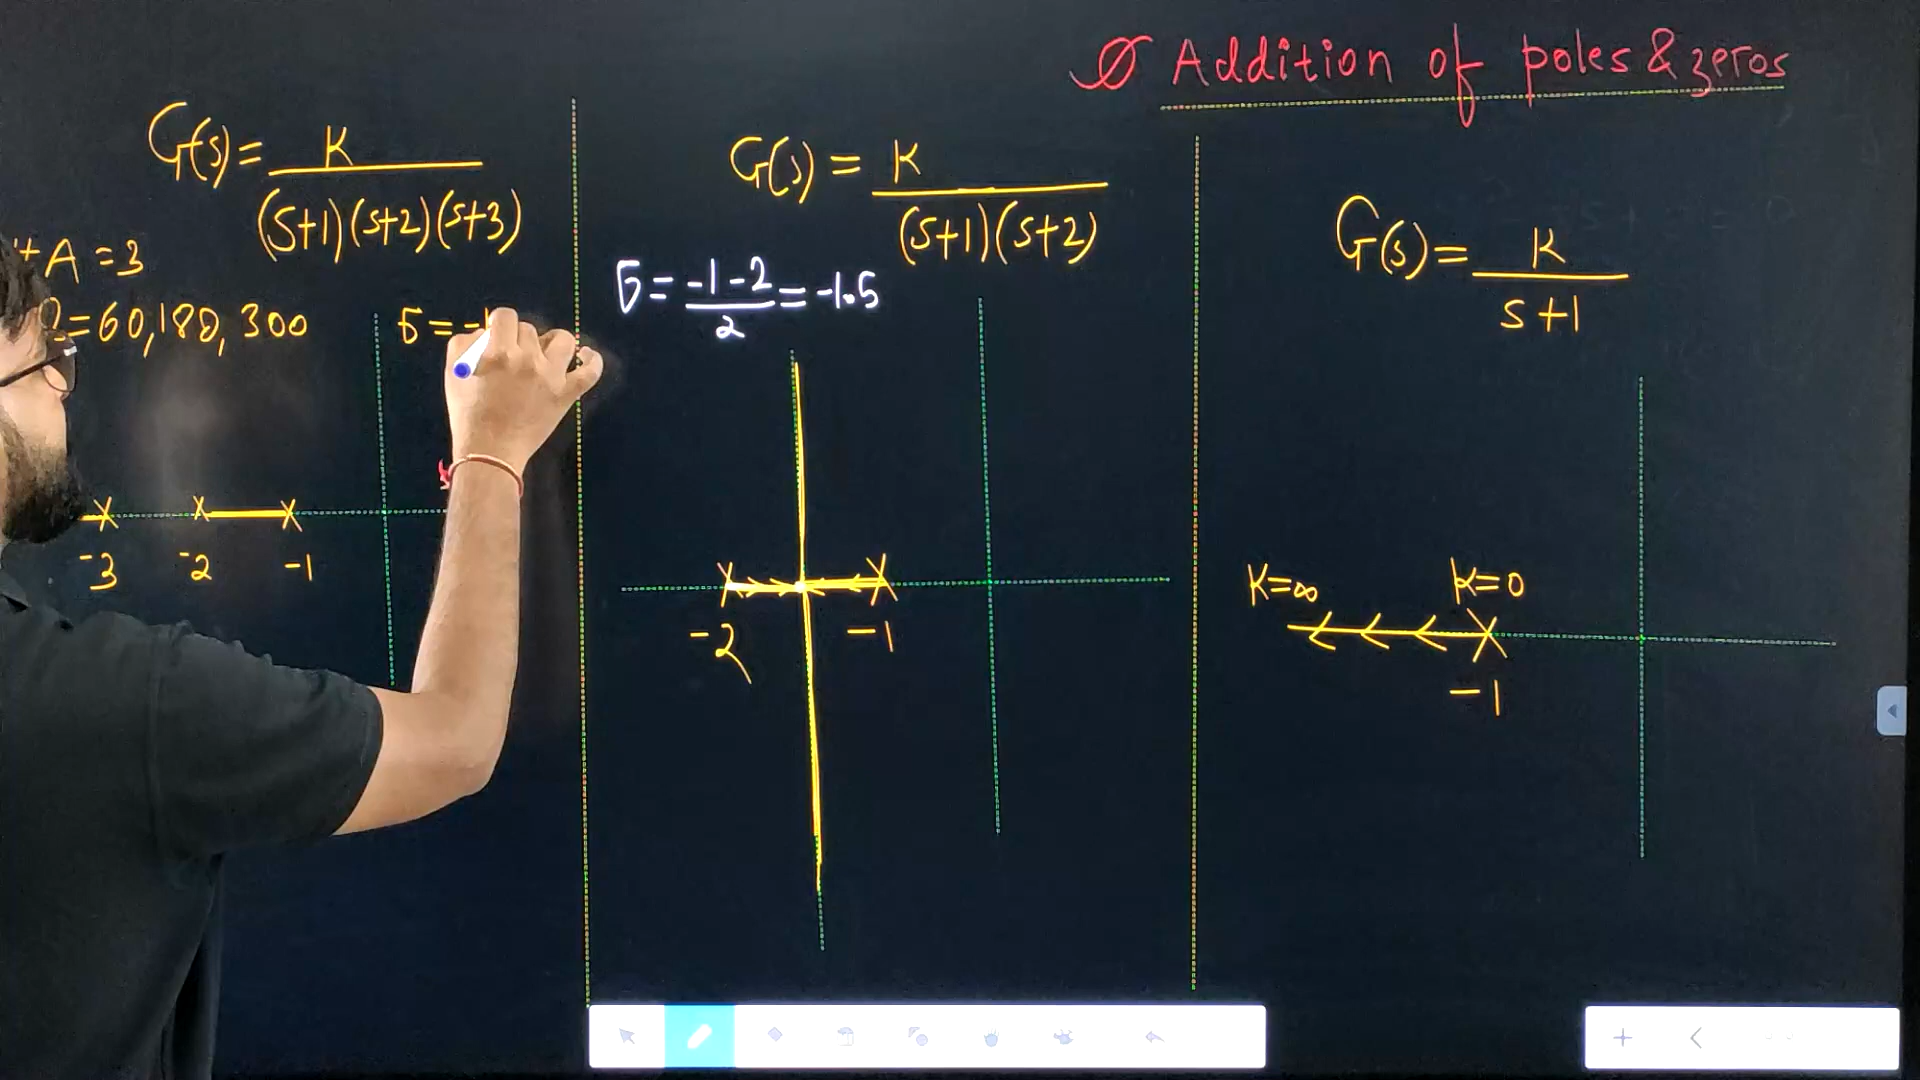 Addition of poles & zeros
G(s) = K
(s+1)(s+2)(s+3)
+A = 3
= 60, 180, 300
σ = -1
-3 -2 -1
G(s) = K
(s+1)(s+2)
σ = -1-2 = -1.5
2
-2 -1
G(s) = K
s+1
K=∞ K=0
-1